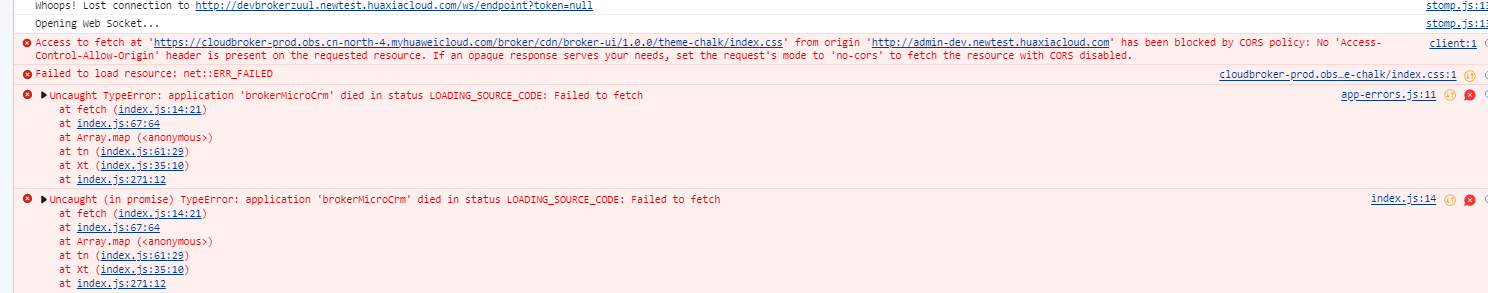 Whoops! Lost connection to http://devbrokerzuul.newtest.huaxiacloud.com/ws/endpoint?token=null stomp.js:13
Opening Web Socket... stomp.js:13
Access to fetch at 'https://cloudbroker-prod.obs.cn-north-4.myhuaweicloud.com/broker/cdn/broker-ui/1.0.0/theme-chalk/index.css' from origin 'http://admin-dev.newtest.huaxiacloud.com' has been blocked by CORS policy: No 'Access- client:1
Control-Allow-Origin' header is present on the requested resource. If an opaque response serves your needs, set the request's mode to 'no-cors' to fetch the resource with CORS disabled.
Failed to load resource: net::ERR_FAILED cloudbroker-prod.obs…e-chalk/index.css:1
Uncaught TypeError: application 'brokerMicroCrm' died in status LOADING_SOURCE_CODE: Failed to fetch app-errors.js:11
at fetch (index.js:14:21)
at index.js:67:64
at Array.map (<anonymous>)
at tn (index.js:61:29)
at Xt (index.js:35:10)
at index.js:271:12
Uncaught (in promise) TypeError: application 'brokerMicroCrm' died in status LOADING_SOURCE_CODE: Failed to fetch index.js:14
at fetch (index.js:14:21)
at index.js:67:64
at Array.map (<anonymous>)
at tn (index.js:61:29)
at Xt (index.js:35:10)
at index.js:271:12